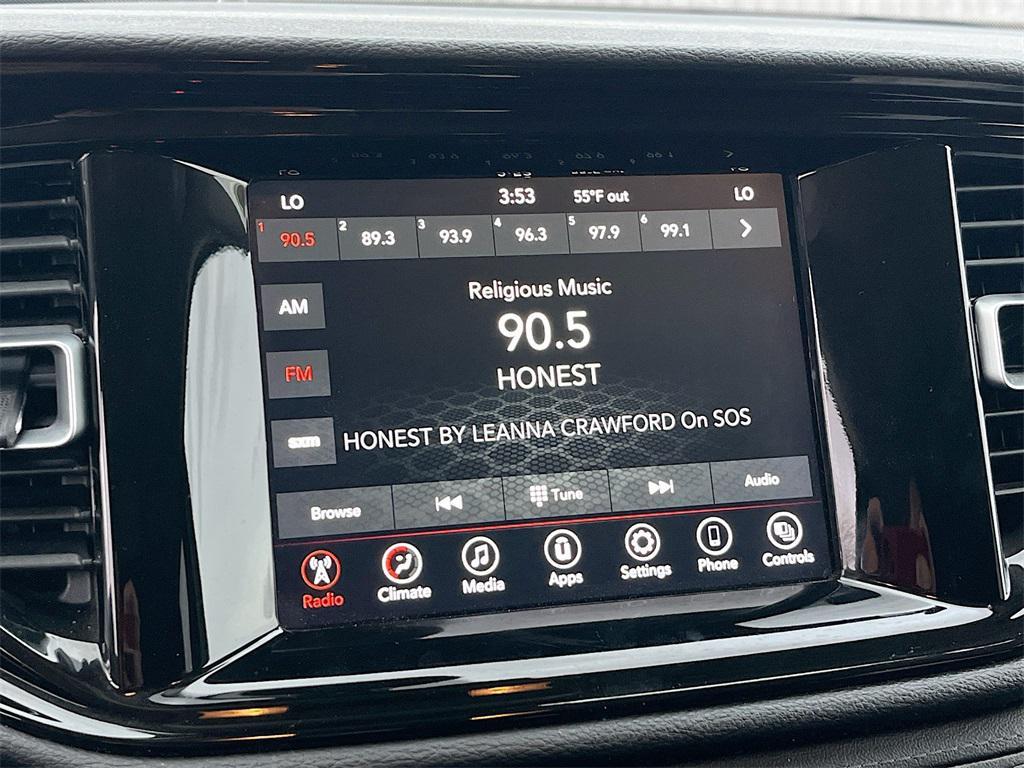 LO 3:53 55°F out LO
1 90.5 2 89.3 3 93.9 4 96.3 5 97.9 6 99.1
Religious Music
AM
90.5
HONEST
FM
sxm HONEST BY LEANNA CRAWFORD On SOS
Browse Tune Audio
Radio Climate Media Apps Settings Phone Controls